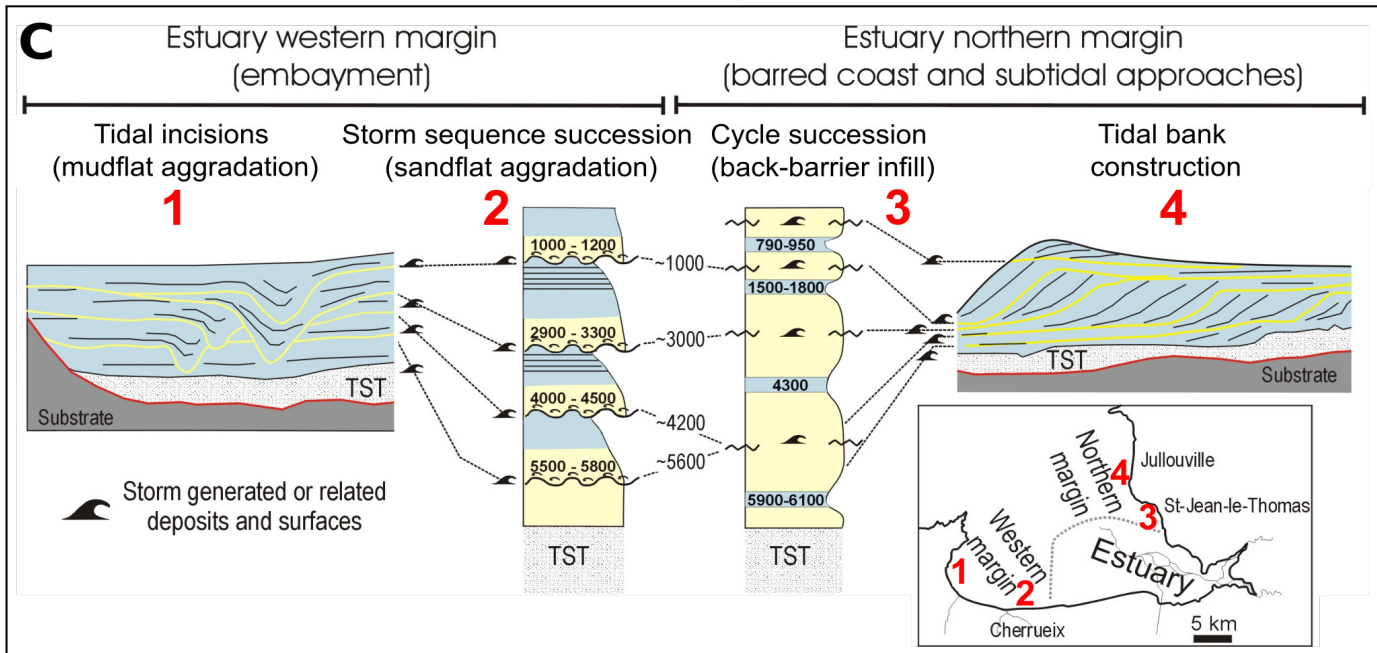 C
Estuary western margin
(embayment)
Estuary northern margin
(barred coast and subtidal approaches)
Tidal incisions
(mudflat aggradation)
1
Storm sequence succession
(sandflat aggradation)
2
Cycle succession
(back-barrier infill)
3
Tidal bank
construction
4
TST
Substrate
1000 - 1200
2900 - 3300
4000 - 4500
5500 - 5800
TST
~1000
~3000
~4200
~5600
790-950
1500-1800
4300
5900-6100
TST
TST
Substrate
Storm generated or related
deposits and surfaces
Northern
margin
4
Jullouville
3
St-Jean-le-Thomas
Western
margin
Estuary
1
2
Cherrueix
5 km